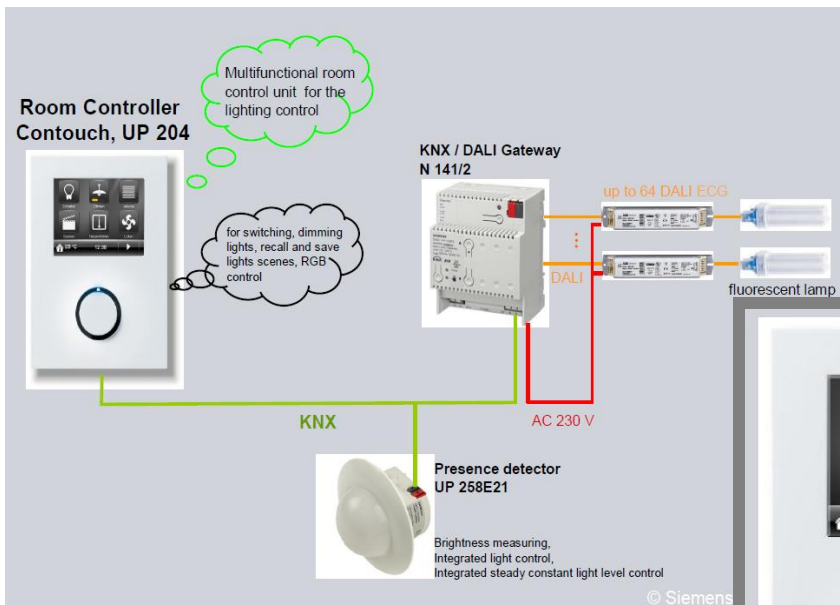 Multifunctional room
control unit for the
lighting control
Room Controller
Contouch, UP 204
KNX / DALI Gateway
N 141/2
up to 64 DALI ECG
for switching, dimming
lights, recall and save
lights scenes, RGB
control
DALI
fluorescent lamp
KNX
AC 230 V
Presence detector
UP 258E21
Brightness measuring,
Integrated light control,
Integrated steady constant light level control
© Siemens